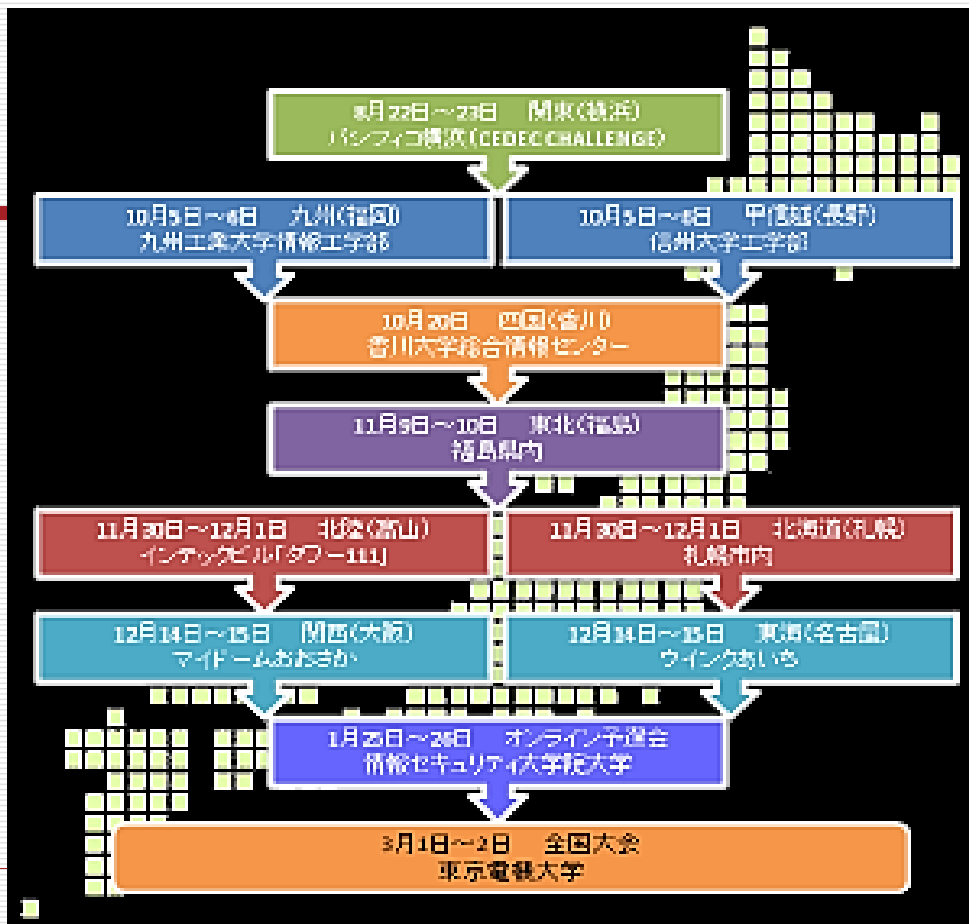 8月22日～23日　関東(横浜)
パシフィコ横浜(CEDEC CHALLENGE)
10月5日～6日　九州(福岡)
九州工業大学情報工学部
10月5日～6日　甲信越(長野)
信州大学工学部
10月20日　四国(香川)
香川大学総合情報センター
11月9日～10日　東北(福島)
福島県内
11月30日～12月1日　北陸(富山)
インテックビル「タワー111」
11月30日～12月1日　北海道(札幌)
札幌市内
12月14日～15日　関西(大阪)
マイドームおおさか
12月14日～15日　東海(名古屋)
ウインクあいち
1月25日～26日　オンライン予選会
情報セキュリティ大学院大学
3月1日～2日　全国大会
東京電機大学